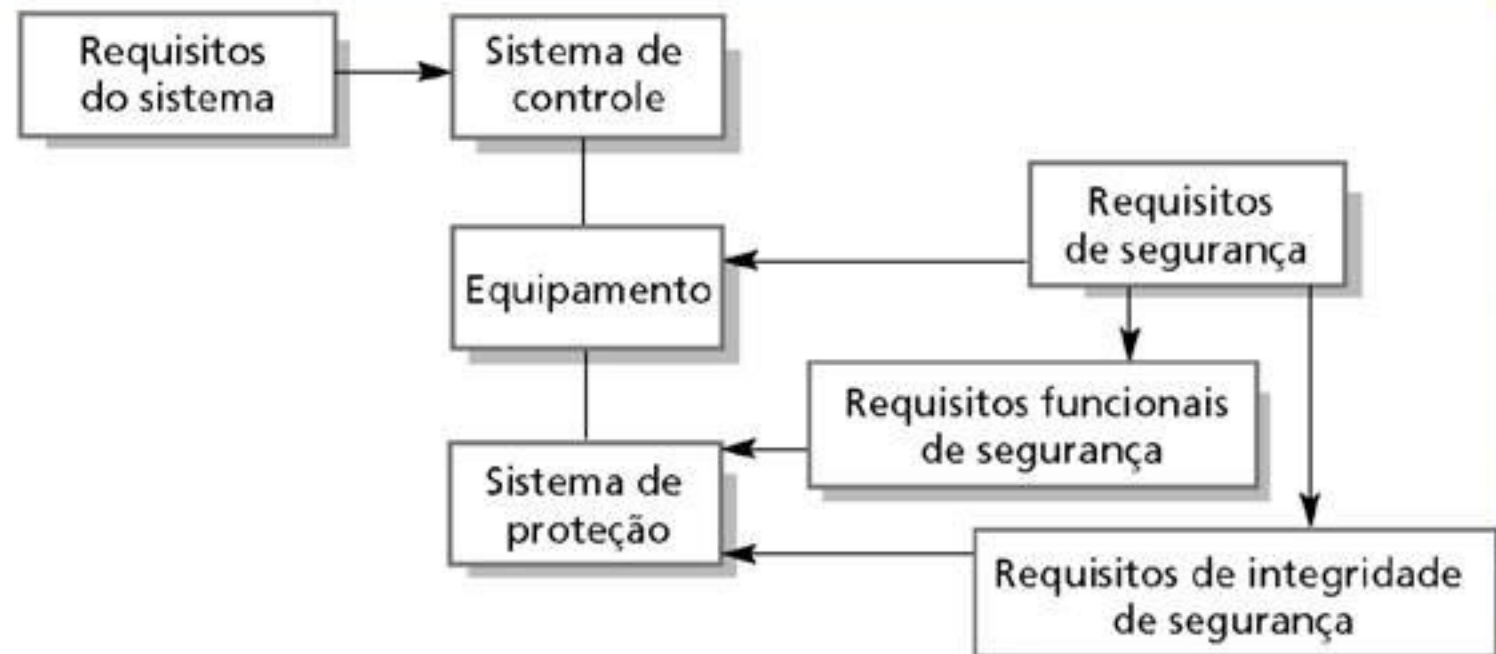 Requisitos
do sistema
Sistema de
controle
Requisitos
de segurança
Equipamento
Requisitos funcionais
de segurança
Sistema de
proteção
Requisitos de integridade
de segurança